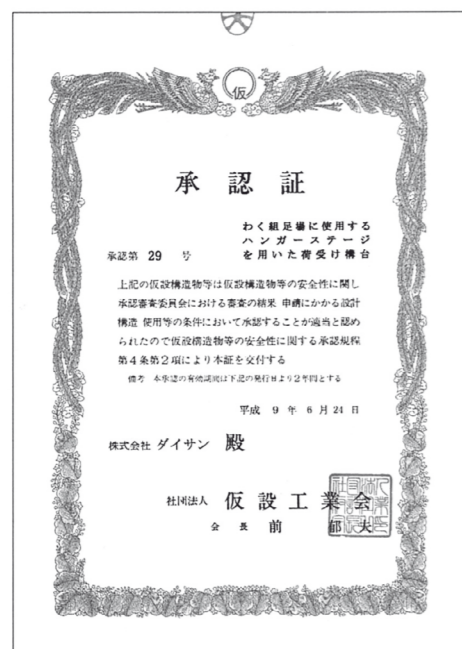 仮
承認証
わく組足場に使用する
ハンガーステージ
承認第 29 号 を用いた荷受け構台
上記の仮設構造物等は仮設構造物等の安全性に関し
承認審査委員会における審査の結果 申請にかかる設計
構造 使用等の条件において承認することが適当と認め
られたので仮設構造物等の安全性に関する承認規程
第4条第2項により本証を交付する
備考 本承認の有効期間は下記の発行日より2年間とする
平成 9 年 6 月 24 日
株式会社 ダイサン 殿
社団法人 仮設工業会
会長 前 郁夫